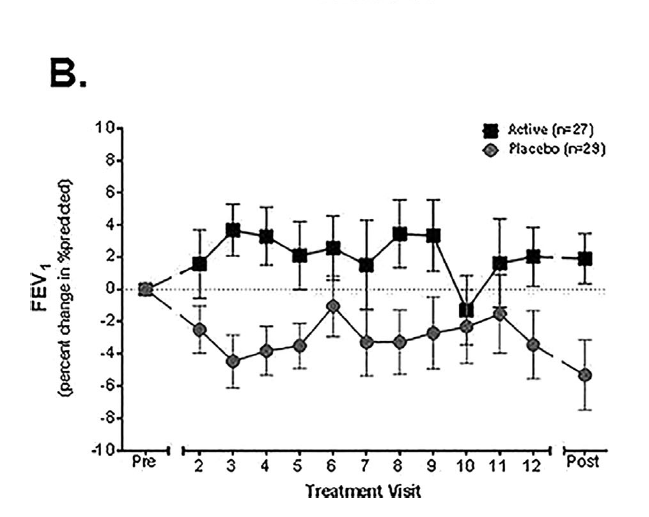 B.
Active (n=27)
Placebo (n=29)
FEV1
(percent change in %predicted)
10
8
6
4
2
0
-2
-4
-6
-8
-10
Pre 2 3 4 5 6 7 8 9 10 11 12 Post
Treatment Visit